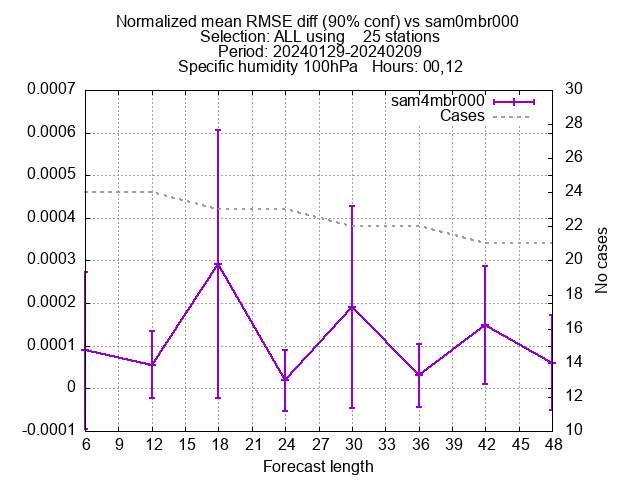 Normalized mean RMSE diff (90% conf) vs sam0mbr000
Selection: ALL using    25 stations
Period: 20240129-20240209
Specific humidity 100hPa   Hours: 00,12
sam4mbr000
Cases
0.0007
0.0006
0.0005
0.0004
0.0003
0.0002
0.0001
0
-0.0001
30
28
26
24
22
20
18
16
14
12
10
No cases
6 9 12 15 18 21 24 27 30 33 36 39 42 45 48
Forecast length